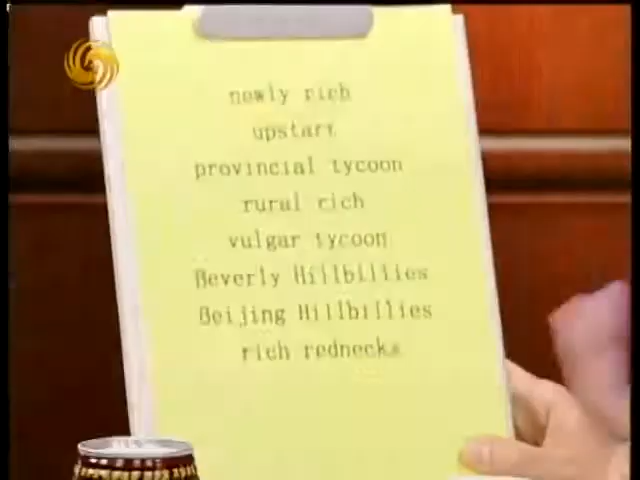 newly rich
upstart
provincial tycoon
rural rich
vulgar tycoon
Beverly Hillbillies
Beijing Hillbillies
rich rednecks